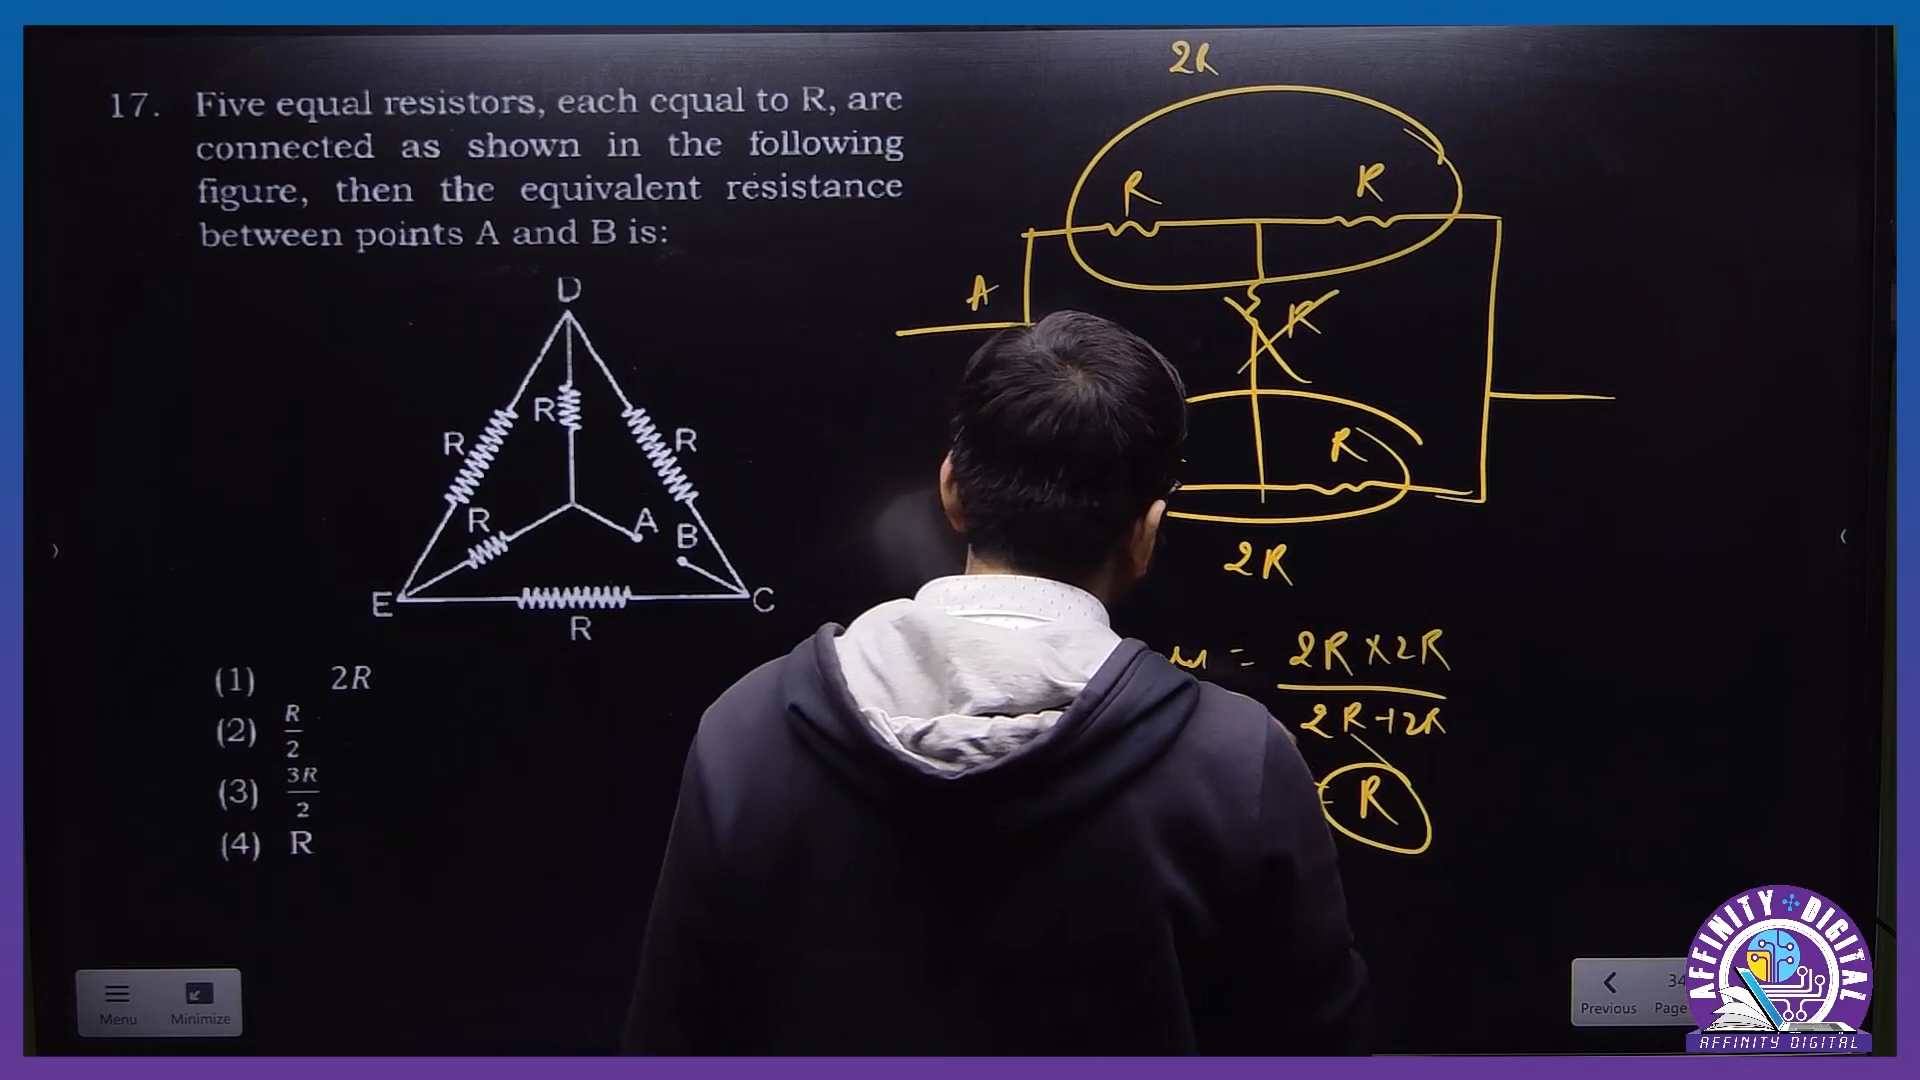 17. Five equal resistors, each equal to R, are
connected as shown in the following
figure, then the equivalent resistance
between points A and B is:
D
R
R
R
R
A
B
E
C
R
(1) 2R
(2) R/2
(3) 3R/2
(4) R
2R
R R
A
R
R
2R
= 2R×2R
2R+2R
= R
Menu
Minimize
Previous
34
Page
AFFINITY DIGITAL
AFFINITY DIGITAL